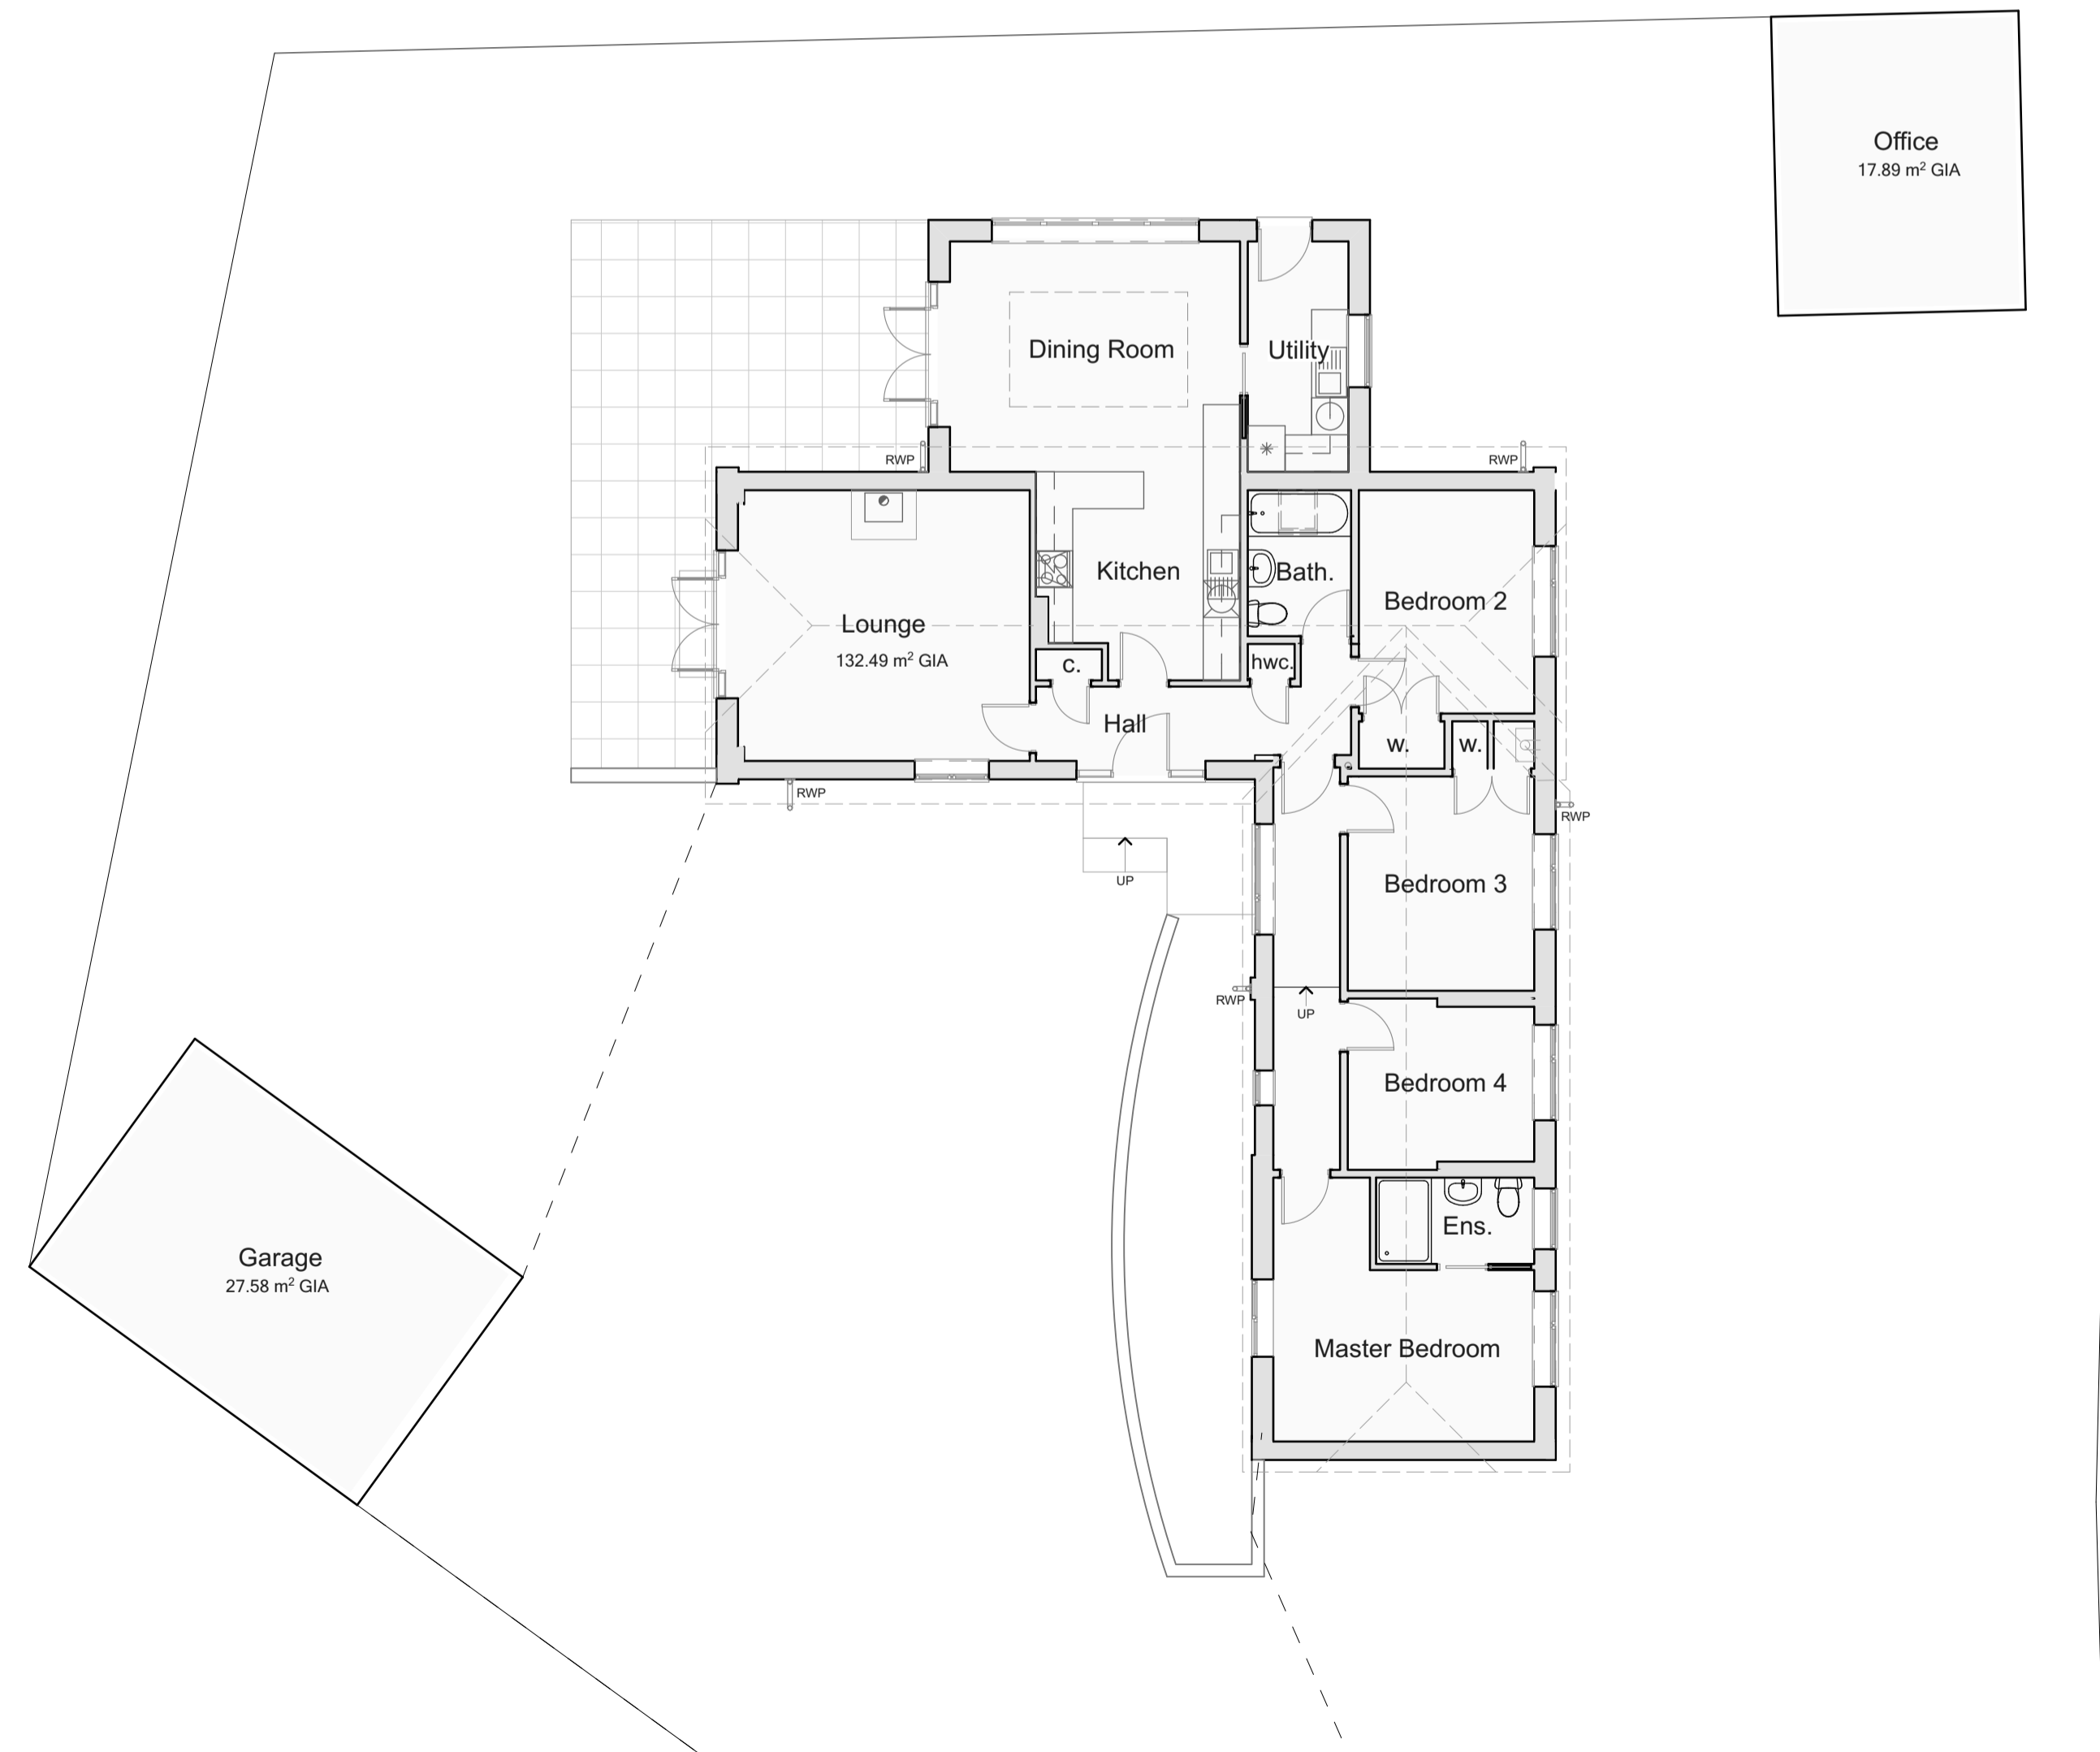 Office
17.89 m² GIA
Dining Room
Utility
RWP
RWP
Kitchen
Bath.
Bedroom 2
Lounge
132.49 m² GIA
c.
hwc.
Hall
w.
w.
RWP
RWP
UP
Bedroom 3
RWP
UP
Bedroom 4
Ens.
Garage
27.58 m² GIA
Master Bedroom